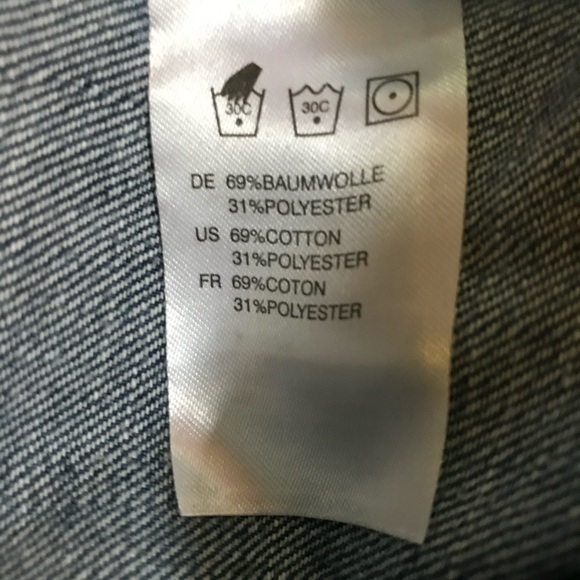 30C 30C
DE 69%BAUMWOLLE
31%POLYESTER
US 69%COTTON
31%POLYESTER
FR 69%COTON
31%POLYESTER